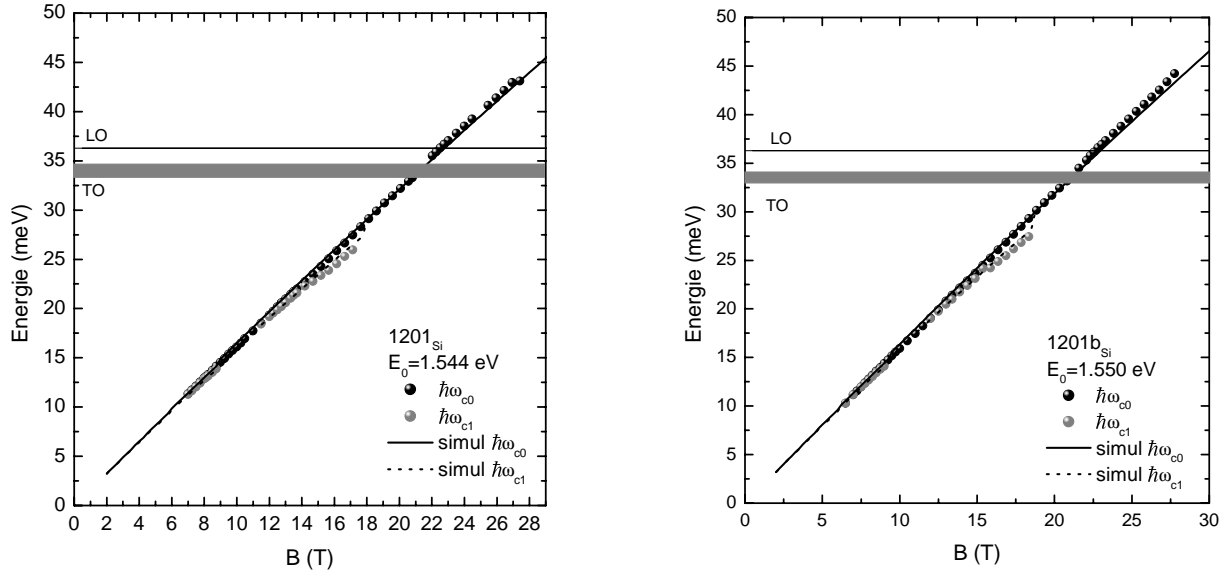 50
45
40
35
30
25
20
15
10
5
0
Energie (meV)
LO
TO
1201Si
E0=1.544 eV
ℏωc0
ℏωc1
simul ℏωc0
simul ℏωc1
0 2 4 6 8 10 12 14 16 18 20 22 24 26 28
B (T)
50
45
40
35
30
25
20
15
10
5
0
Energie (meV)
LO
TO
1201bSi
E0=1.550 eV
ℏωc0
ℏωc1
simul ℏωc0
simul ℏωc1
0 5 10 15 20 25 30
B (T)